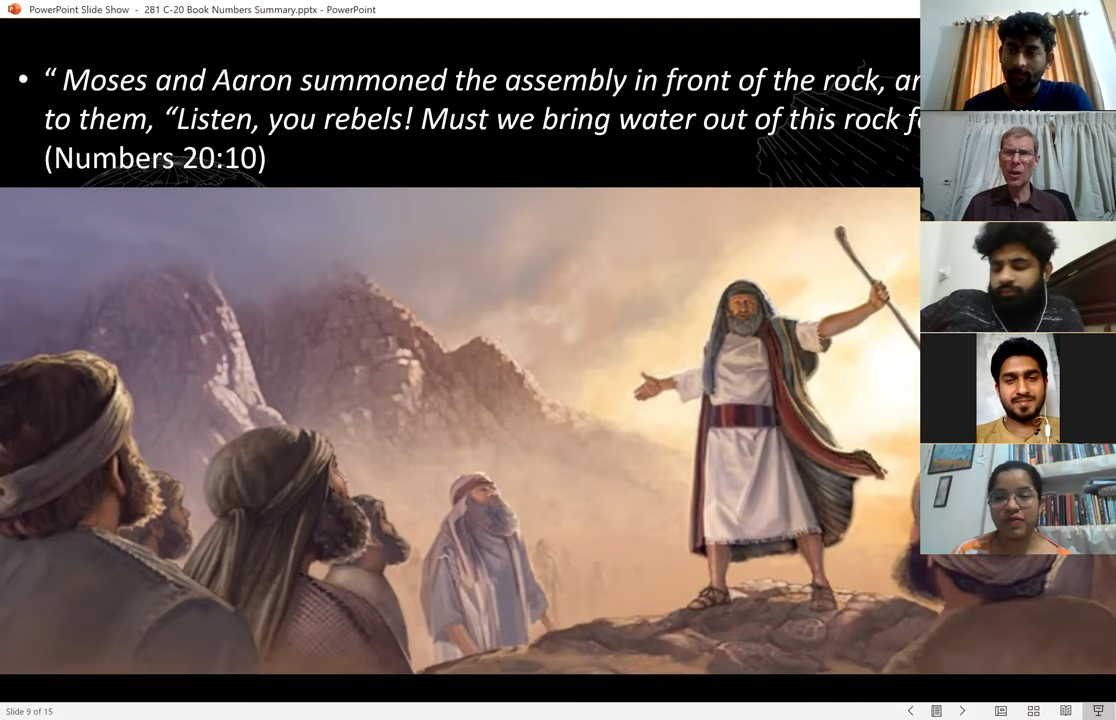 PowerPoint Slide Show - 281 C-20 Book Numbers Summary.pptx - PowerPoint
• “ Moses and Aaron summoned the assembly in front of the rock,
to them, “Listen, you rebels! Must we bring water out of this rock
(Numbers 20:10)
Slide 9 of 15